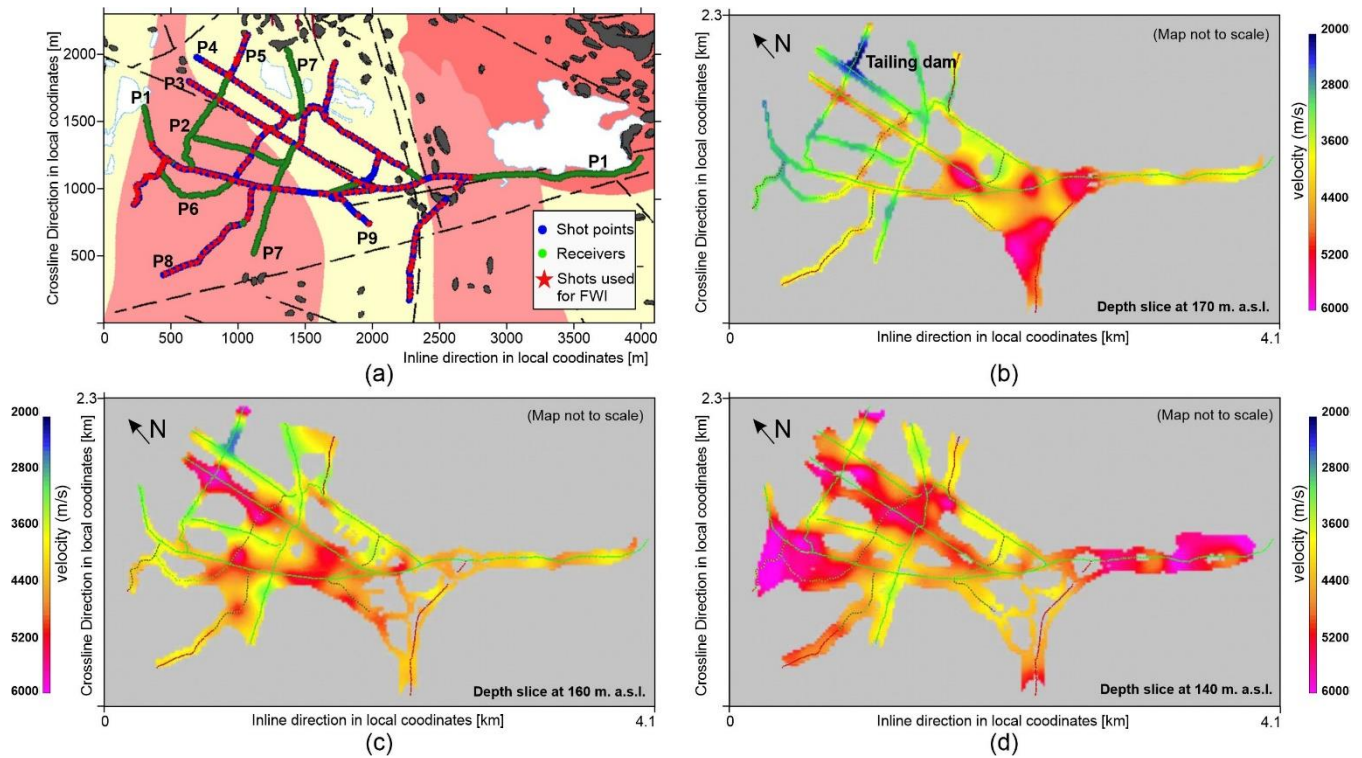 2000
1500
1000
500
Crossline Direction in local coordinates [m]
P4
P5
P7
P3
P1
P2
P1
P6
P8
P7
P9
Shot points
Receivers
Shots used
for FWI
0 500 1000 1500 2000 2500 3000 3500 4000
Inline direction in local coodinates [m]
(a)
2.3
N
(Map not to scale)
Tailing dam
Crossline Direction in local coodinates [km]
Depth slice at 170 m. a.s.l.
0
Inline direction in local coodinates [km]
4.1
(b)
2000
2800
3600
4400
5200
6000
velocity (m/s)
2000
2800
3600
4400
5200
6000
velocity (m/s)
2.3
N
(Map not to scale)
Crossline Direction in local coodinates [km]
Depth slice at 160 m. a.s.l.
0
Inline direction in local coodinates [km]
4.1
(c)
2.3
N
(Map not to scale)
Crossline Direction in local coodinates [km]
Depth slice at 140 m. a.s.l.
0
Inline direction in local coodinates [km]
4.1
(d)
2000
2800
3600
4400
5200
6000
velocity (m/s)